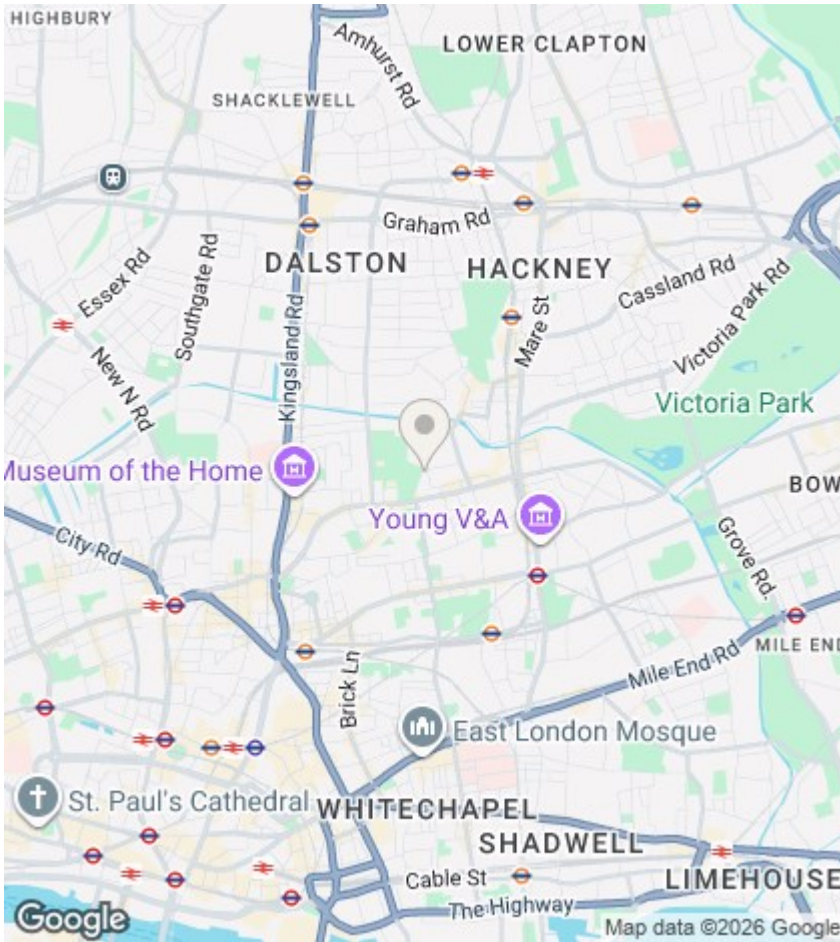 HIGHBURY
LOWER CLAPTON
Amhurst Rd
SHACKLEWELL
Graham Rd
DALSTON
HACKNEY
Cassland Rd
Essex Rd
Southgate Rd
Kingsland Rd
Mare St
Victoria Park Rd
New N Rd
Victoria Park
Museum of the Home
Young V&A
BOW
City Rd
Grove Rd.
MILE END
Mile End Rd
Brick Ln
East London Mosque
St. Paul's Cathedral
WHITECHAPEL
SHADWELL
Cable St
LIMEHOUSE
The Highway
Google
Map data ©2026 Google